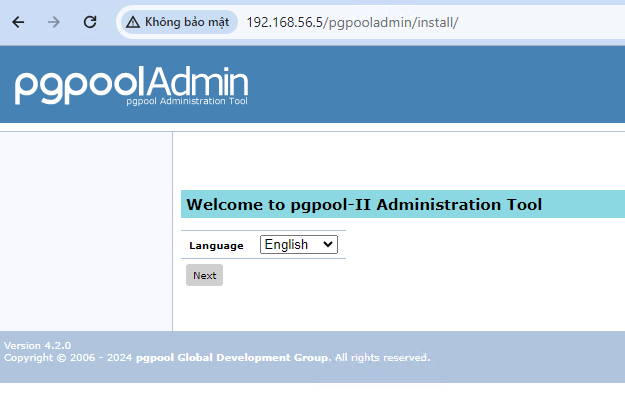 Không bảo mật 192.168.56.5/pgpooladmin/install/
pgpoolAdmin
pgpool Administration Tool
Welcome to pgpool-II Administration Tool
Language English
Next
Version 4.2.0
Copyright © 2006 - 2024 pgpool Global Development Group. All rights reserved.